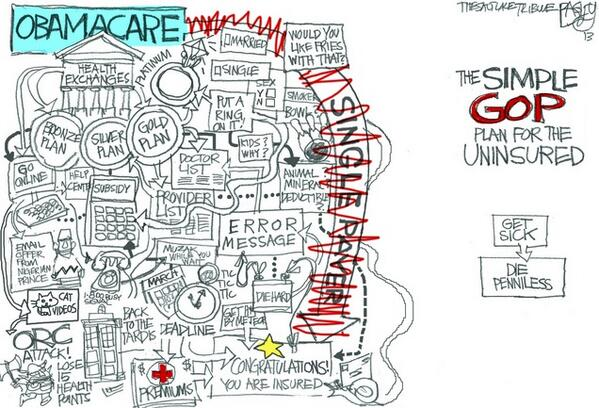 OBAMACARE
HEALTH
EXCHANGES
PLATINUM
MARRIED
SINGLE
WOULD YOU
LIKE FRIES
WITH THAT?
SEX
Y
N
PUT A
RING
ON IT!
SMOKER
BOWL?
BRONZE
PLAN
SILVER
PLAN
GOLD
PLAN
KIDS?
WHY?
DOCTOR
LIST
GO
ONLINE
HELP
CENTER
SUBSIDY
PROVIDER
LIST
ANIMAL
MINERAL
DEDUCTIBLE?
SINGLE PAYER
ERROR
MESSAGE
EMAIL
OFFER
FROM
NIGERIAN
PRINCE
MUZAK
WHILE YOU
WAIT
MARCH
TIC
TIC
TIC
DIE HARD
CAT
VIDEOS
BACK
TO THE
TARDIS
DEADLINE
GET HIT
BY METEOR
ORC
ATTACK!
LOSE
15
HEALTH
POINTS
PREMIUMS
CONGRATULATIONS!
YOU ARE INSURED
THE SALT LAKE TRIBUNE
BAGLEY
13
THE SIMPLE
GOP
PLAN FOR THE
UNINSURED
GET
SICK
DIE
PENNILESS